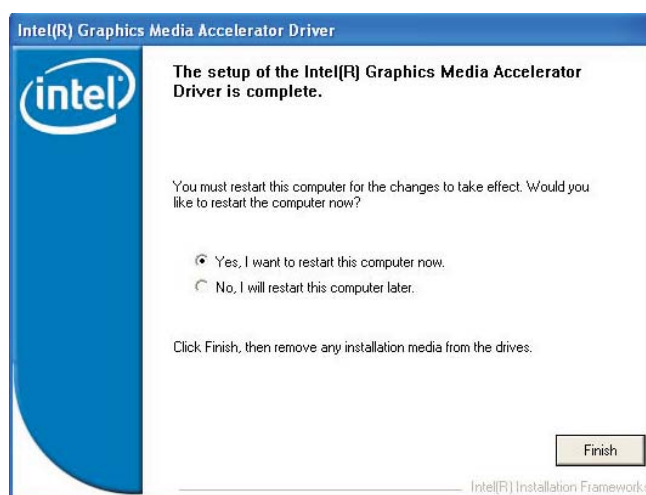 Intel(R) Graphics Media Accelerator Driver
intel
The setup of the Intel(R) Graphics Media Accelerator
Driver is complete.
You must restart this computer for the changes to take effect. Would you
like to restart the computer now?
Yes, I want to restart this computer now.
No, I will restart this computer later.
Click Finish, then remove any installation media from the drives.
Finish
Intel(R) Installation Frameworks